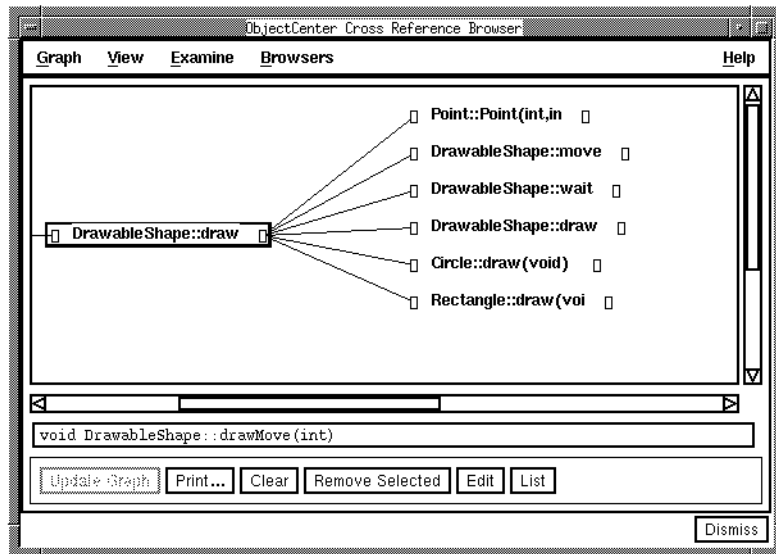 ObjectCenter Cross Reference Browser
Graph View Examine Browsers Help
Point::Point(int,in
DrawableShape::move
DrawableShape::wait
DrawableShape::draw
DrawableShape::draw
Circle::draw(void)
Rectangle::draw(voi
void DrawableShape::drawMove(int)
Update Graph Print... Clear Remove Selected Edit List
Dismiss